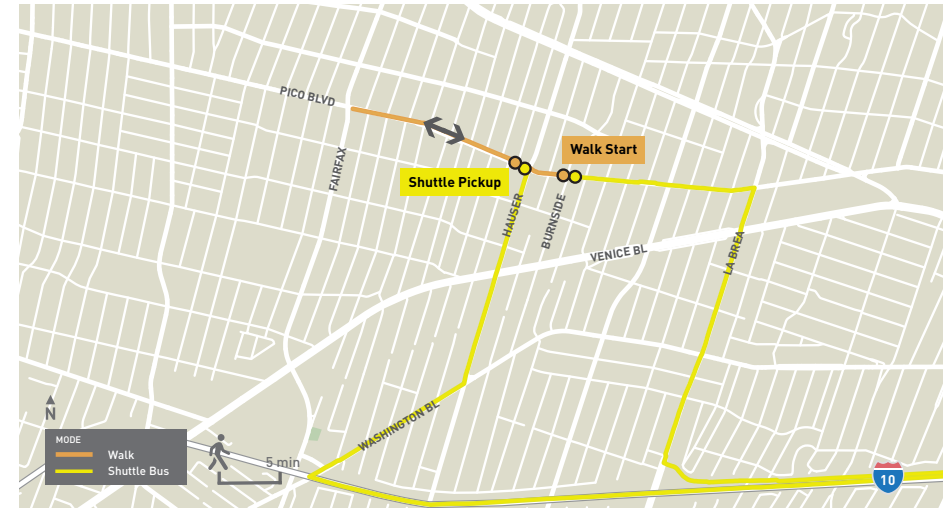 PICO BLVD
Walk Start
FAIRFAX
Shuttle Pickup
HAUSER
BURNSIDE
VENICE BL
LA BREA
N
WASHINGTON BL
MODE
Walk
Shuttle Bus
5 min
10